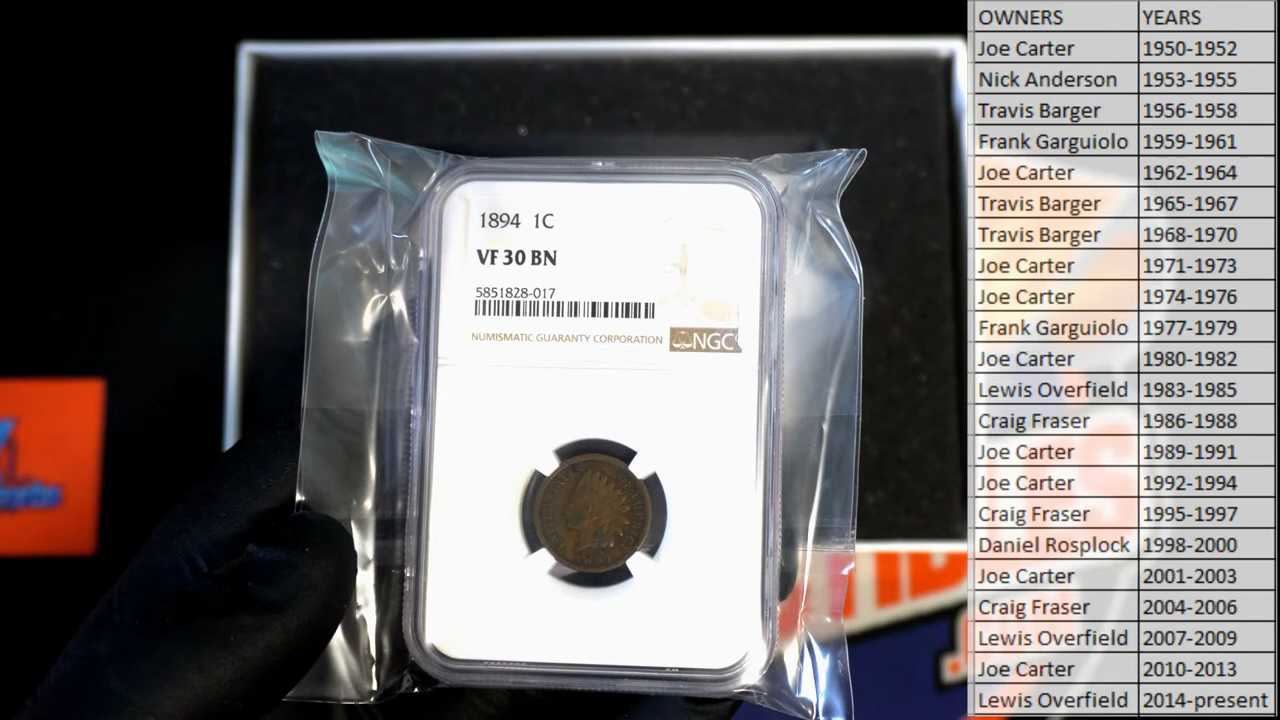 1894 1C
VF 30 BN
5851828-017
NUMISMATIC GUARANTY CORPORATION NGC
OWNERS YEARS
Joe Carter 1950-1952
Nick Anderson 1953-1955
Travis Barger 1956-1958
Frank Garguiolo 1959-1961
Joe Carter 1962-1964
Travis Barger 1965-1967
Travis Barger 1968-1970
Joe Carter 1971-1973
Joe Carter 1974-1976
Frank Garguiolo 1977-1979
Joe Carter 1980-1982
Lewis Overfield 1983-1985
Craig Fraser 1986-1988
Joe Carter 1989-1991
Joe Carter 1992-1994
Craig Fraser 1995-1997
Daniel Rosplock 1998-2000
Joe Carter 2001-2003
Craig Fraser 2004-2006
Lewis Overfield 2007-2009
Joe Carter 2010-2013
Lewis Overfield 2014-present